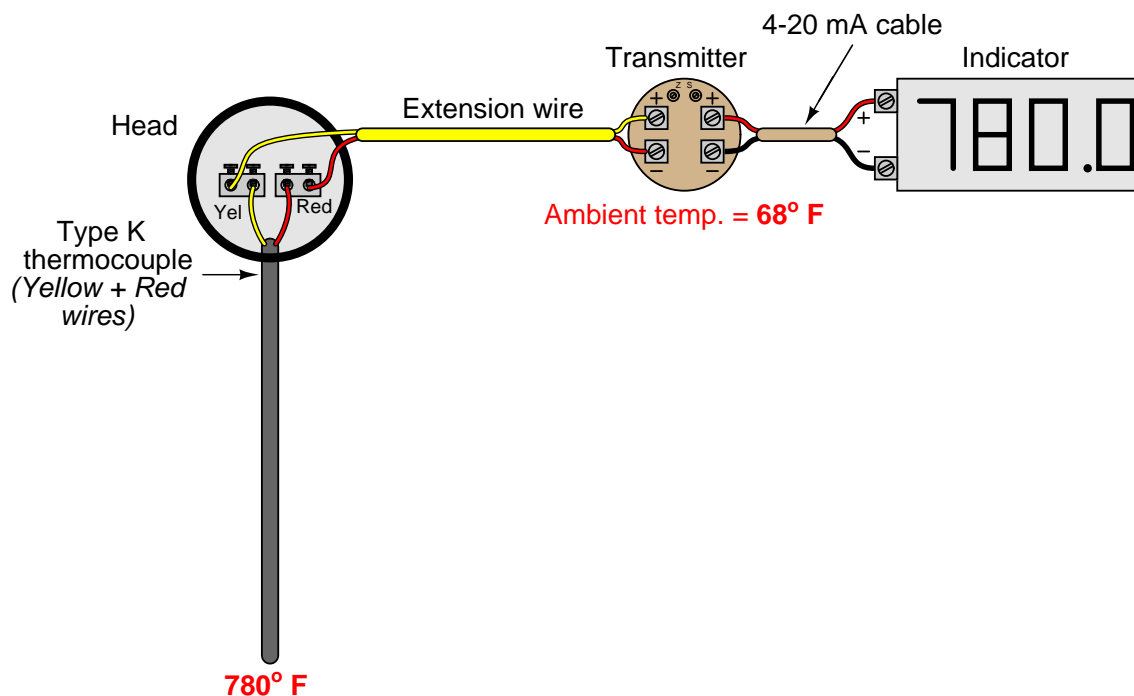 4-20 mA cable
Transmitter
Indicator
Z S
Head
Extension wire
+ +
− −
+
−
780.0
Yel
Red
Ambient temp. = 68° F
Type K
thermocouple
(Yellow + Red
wires)
780° F